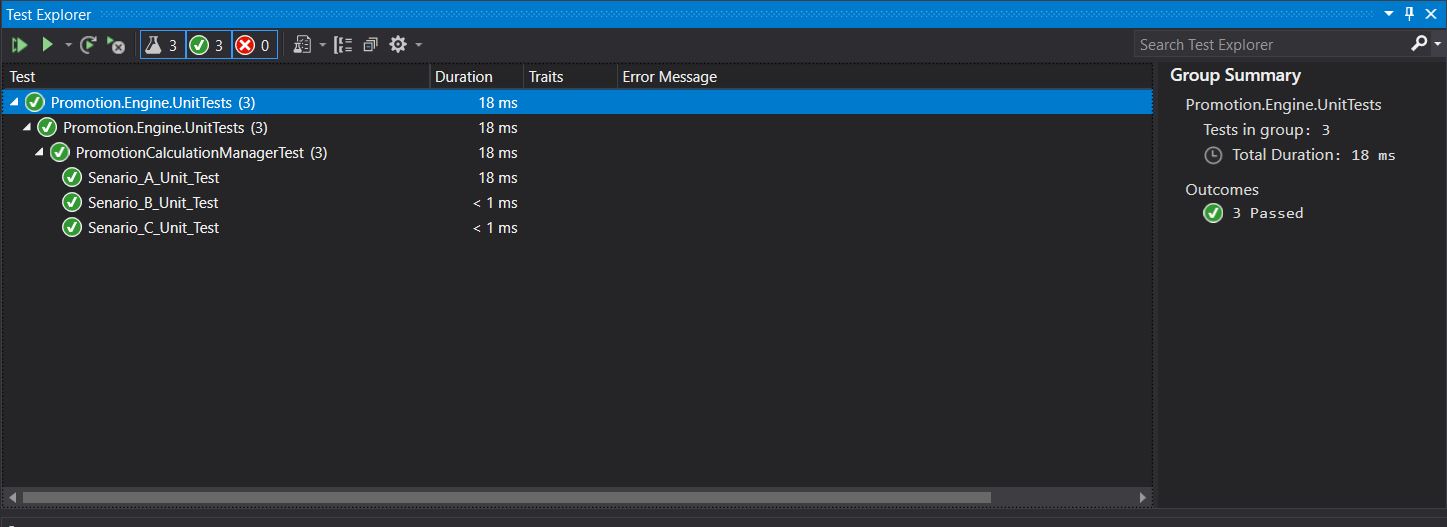 Test Explorer
3 3 0
Search Test Explorer
Test Duration Traits Error Message
Promotion.Engine.UnitTests (3) 18 ms
Promotion.Engine.UnitTests (3) 18 ms
PromotionCalculationManagerTest (3) 18 ms
Senario_A_Unit_Test 18 ms
Senario_B_Unit_Test < 1 ms
Senario_C_Unit_Test < 1 ms
Group Summary
Promotion.Engine.UnitTests
Tests in group: 3
Total Duration: 18 ms
Outcomes
3 Passed